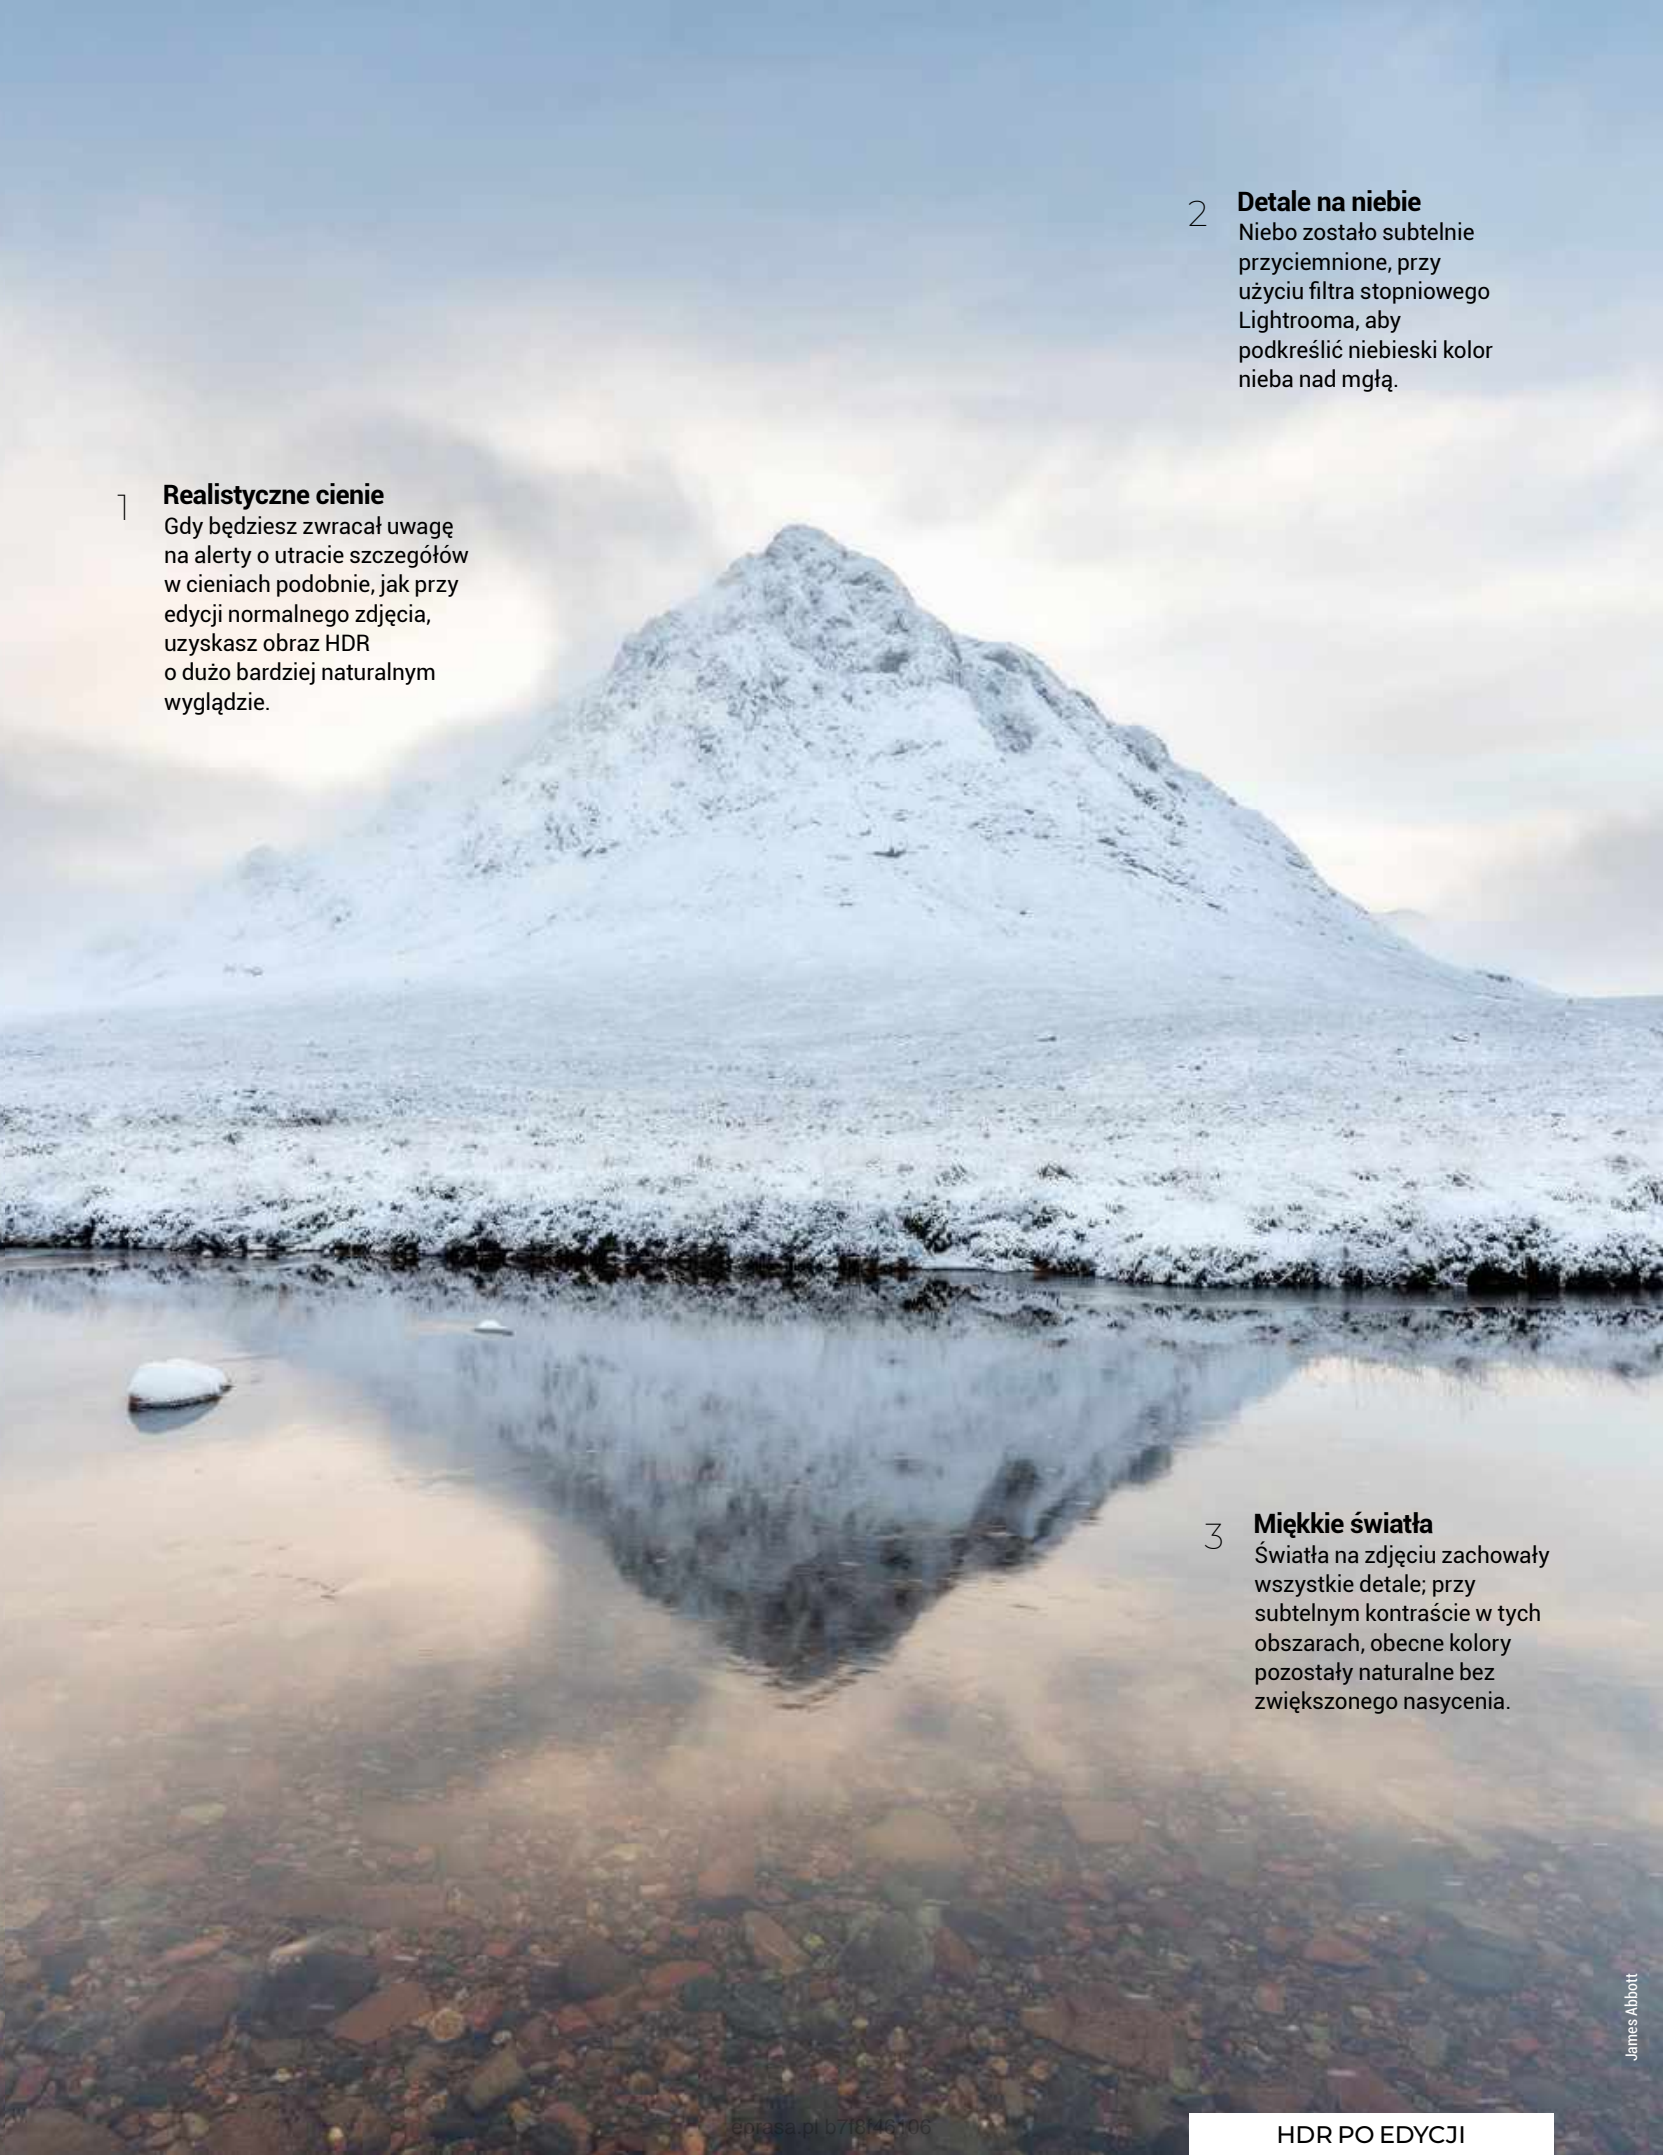 2
Detale na niebie
Niebo zostało subtelnie
przyciemnione, przy
użyciu filtra stopniowego
Lightrooma, aby
podkreślić niebieski kolor
nieba nad mgłą.
1
Realistyczne cienie
Gdy będziesz zwracał uwagę
na alerty o utracie szczegółów
w cieniach podobnie, jak przy
edycji normalnego zdjęcia,
uzyskasz obraz HDR
o dużo bardziej naturalnym
wyglądzie.
3
Miękkie światła
Światła na zdjęciu zachowały
wszystkie detale; przy
subtelnym kontraście w tych
obszarach, obecne kolory
pozostały naturalne bez
zwiększonego nasycenia.
James Abbott
HDR PO EDYCJI